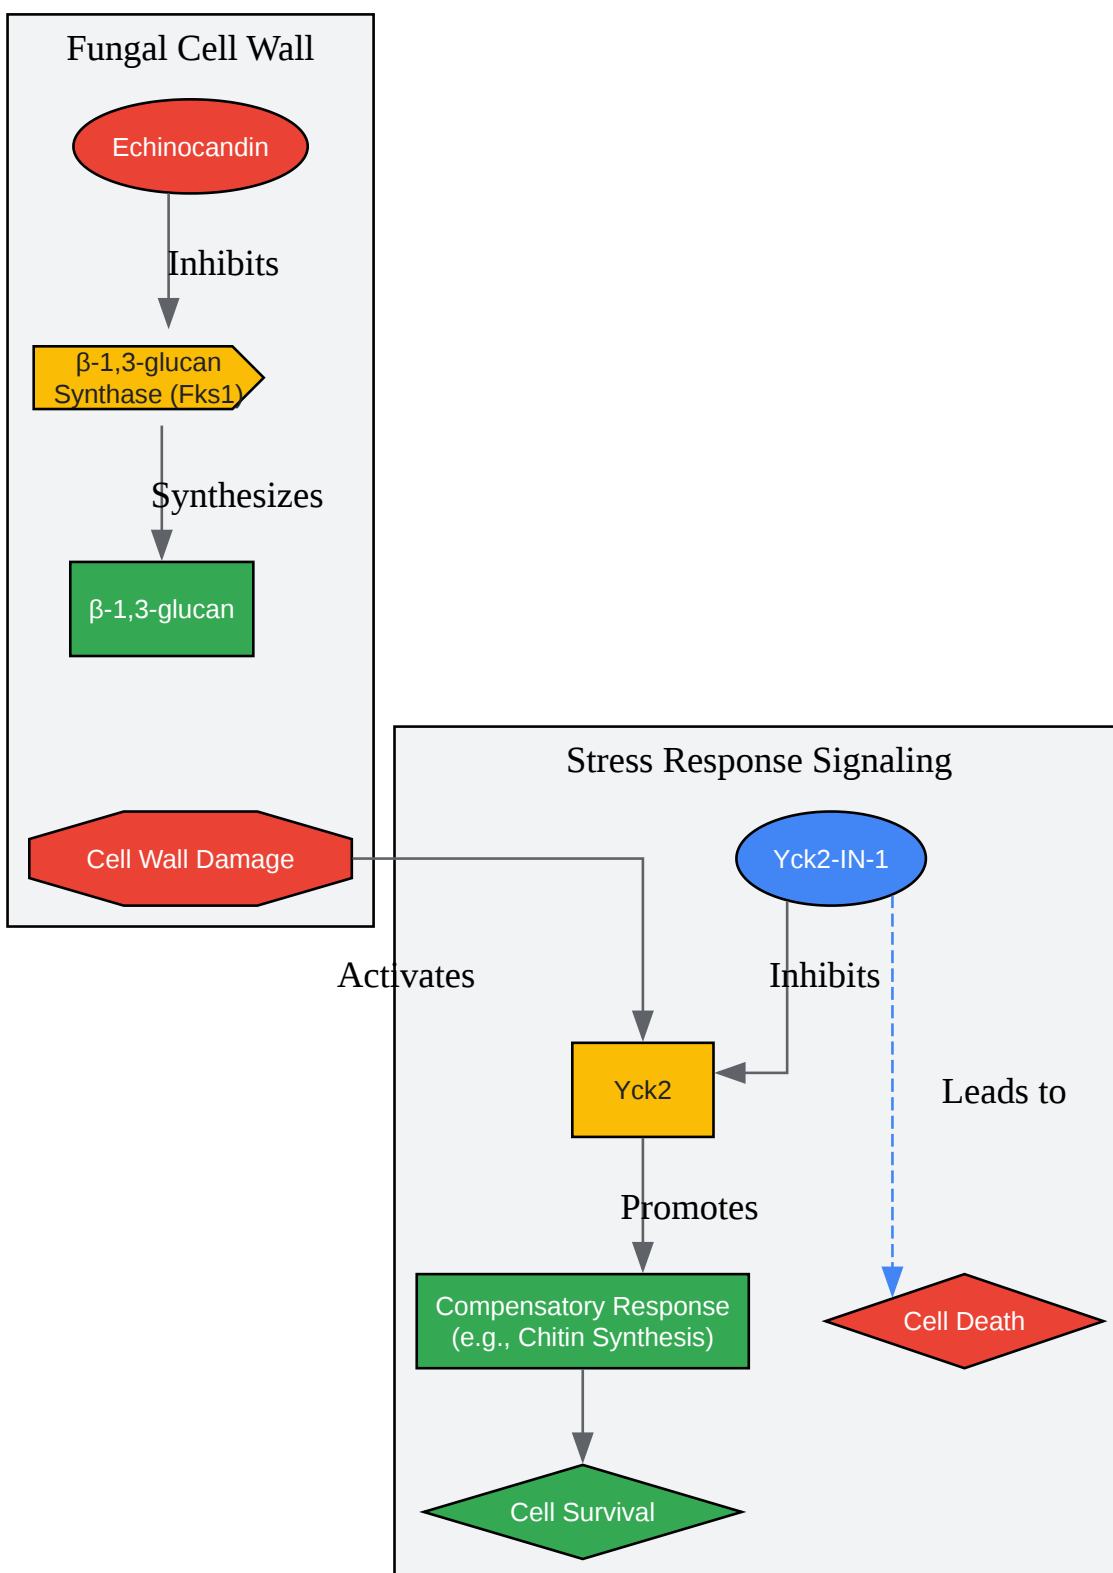 Fungal Cell Wall
Echinocandin
Inhibits
β-1,3-glucan
Synthase (Fks1)
Synthesizes
β-1,3-glucan
Stress Response Signaling
Cell Wall Damage
Yck2-IN-1
Activates
Inhibits
Yck2
Leads to
Promotes
Compensatory Response
(e.g., Chitin Synthesis)
Cell Death
Cell Survival